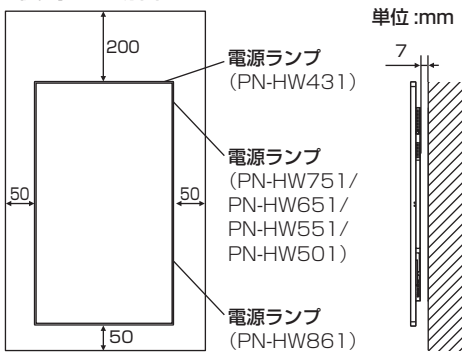 単位:mm
200
7
電源ランプ
(PN-HW431)
電源ランプ
(PN-HW751/
PN-HW651/
PN-HW551/
PN-HW501)
50
50
電源ランプ
(PN-HW861)
50